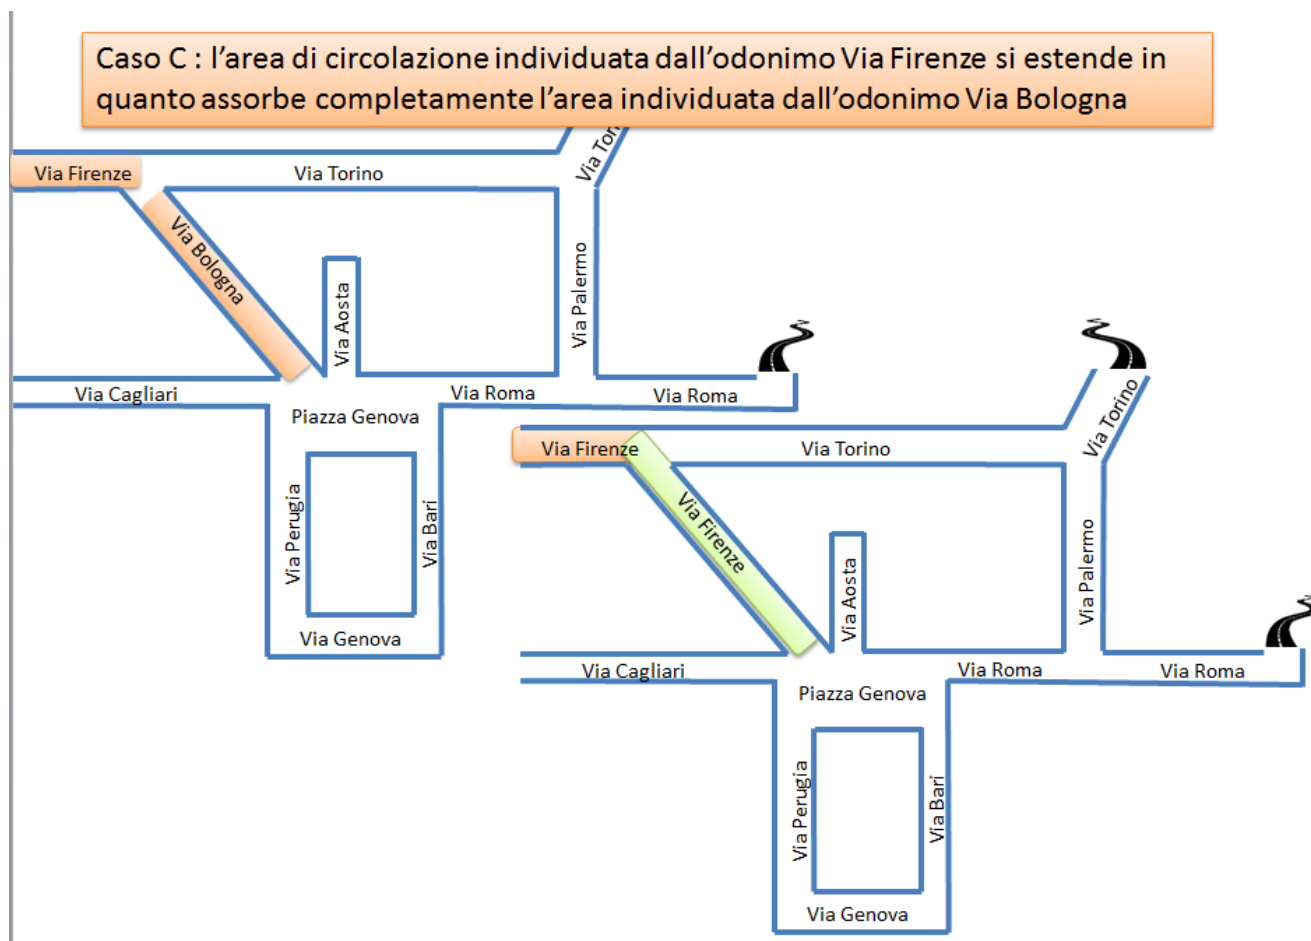 Caso C : l'area di circolazione individuata dall'odonimo Via Firenze si estende in
quanto assorbe completamente l'area individuata dall'odonimo Via Bologna
Via Firenze
Via Torino
Via Bologna
Via Aosta
Via Palermo
Via Cagliari
Via Roma
Via Roma
Piazza Genova
Via Perugia
Via Bari
Via Genova
Via Firenze
Via Torino
Via Torino
Via Firenze
Via Aosta
Via Palermo
Via Cagliari
Via Roma
Via Roma
Piazza Genova
Via Perugia
Via Bari
Via Genova